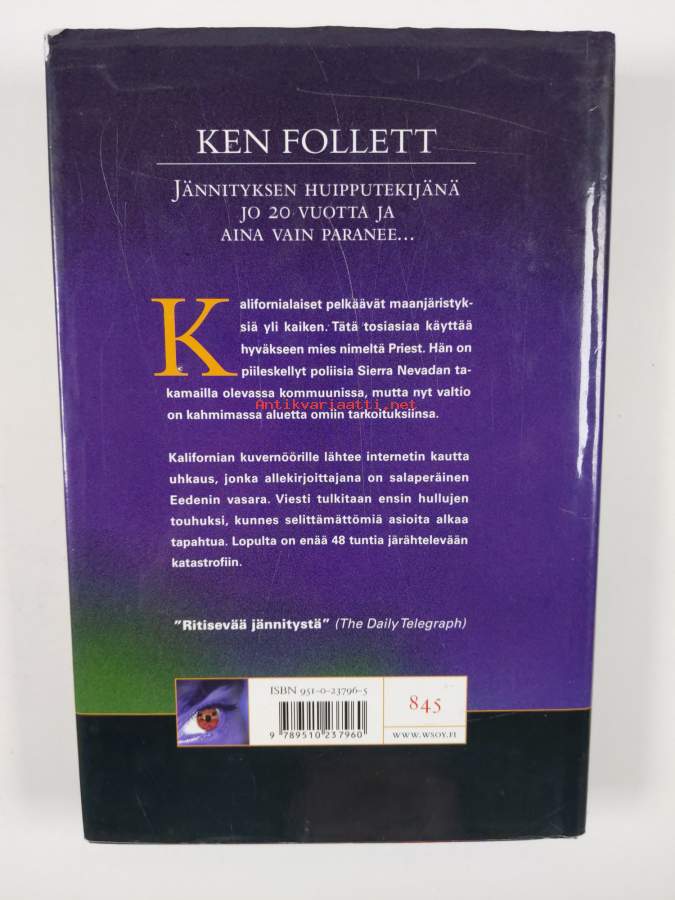 KEN FOLLETT
JÄNNITYKSEN HUIPPUTEKIJÄNÄ
JO 20 VUOTTA JA
AINA VAIN PARANEE...
Kalifornialaiset pelkäävät maanjäristyk-
siä yli kaiken. Tätä tosiasiaa käyttää
hyväkseen mies nimeltä Priest. Hän on
piileskellyt poliisia Sierra Nevadan ta-
kamailla olevassa kommuunissa, mutta nyt valtio
on kahmimassa aluetta omiin tarkoituksiinsa.
Antikvariaatti.net
Kalifornian kuvernöörille lähtee internetin kautta
uhkaus, jonka allekirjoittajana on salaperäinen
Eedenin vasara. Viesti tulkitaan ensin hullujen
touhuksi, kunnes selittämättömiä asioita alkaa
tapahtua. Lopulta on enää 48 tuntia järähtelevään
katastrofiin.
"Ritisevää jännitystä" (The Daily Telegraph)
ISBN 951-0-23796-5
9 789510 237960
845
WWW.WSOY.FI